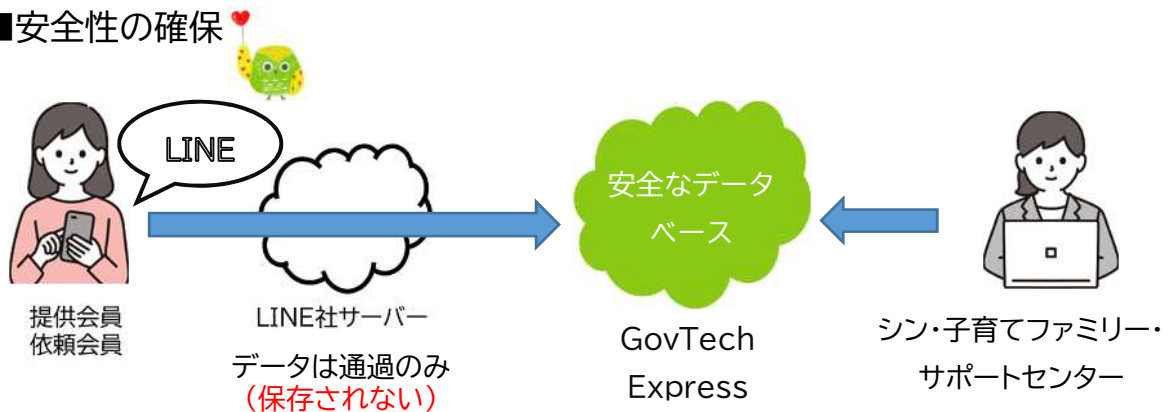 ■安全性の確保
LINE
安全なデータ
ベース
提供会員
依頼会員
LINE社サーバー
データは通過のみ
(保存されない)
GovTech
Express
シン・子育てファミリー・
サポートセンター